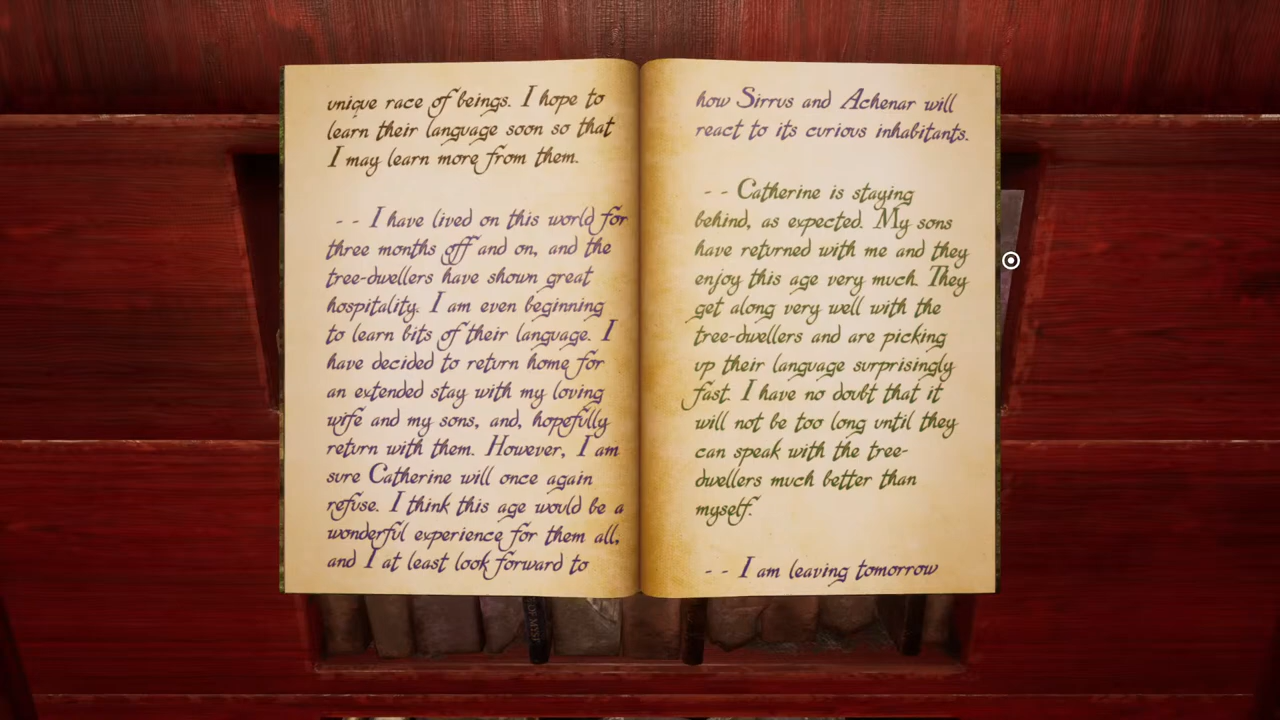 unique race of beings. I hope to
learn their language soon so that
I may learn more from them.
-- I have lived on this world for
three months off and on, and the
tree-dwellers have shown great
hospitality. I am even beginning
to learn bits of their language. I
have decided to return home for
an extended stay with my loving
wife and my sons, and, hopefully
return with them. However, I am
sure Catherine will once again
refuse. I think this age would be a
wonderful experience for them all,
and I at least look forward to
how Sirrus and Achenar will
react to its curious inhabitants.
-- Catherine is staying
behind, as expected. My sons
have returned with me and they
enjoy this age very much. They
get along very well with the
tree-dwellers and are picking
up their language surprisingly
fast. I have no doubt that it
will not be too long until they
can speak with the tree-
dwellers much better than
myself.
-- I am leaving tomorrow
OF MYST